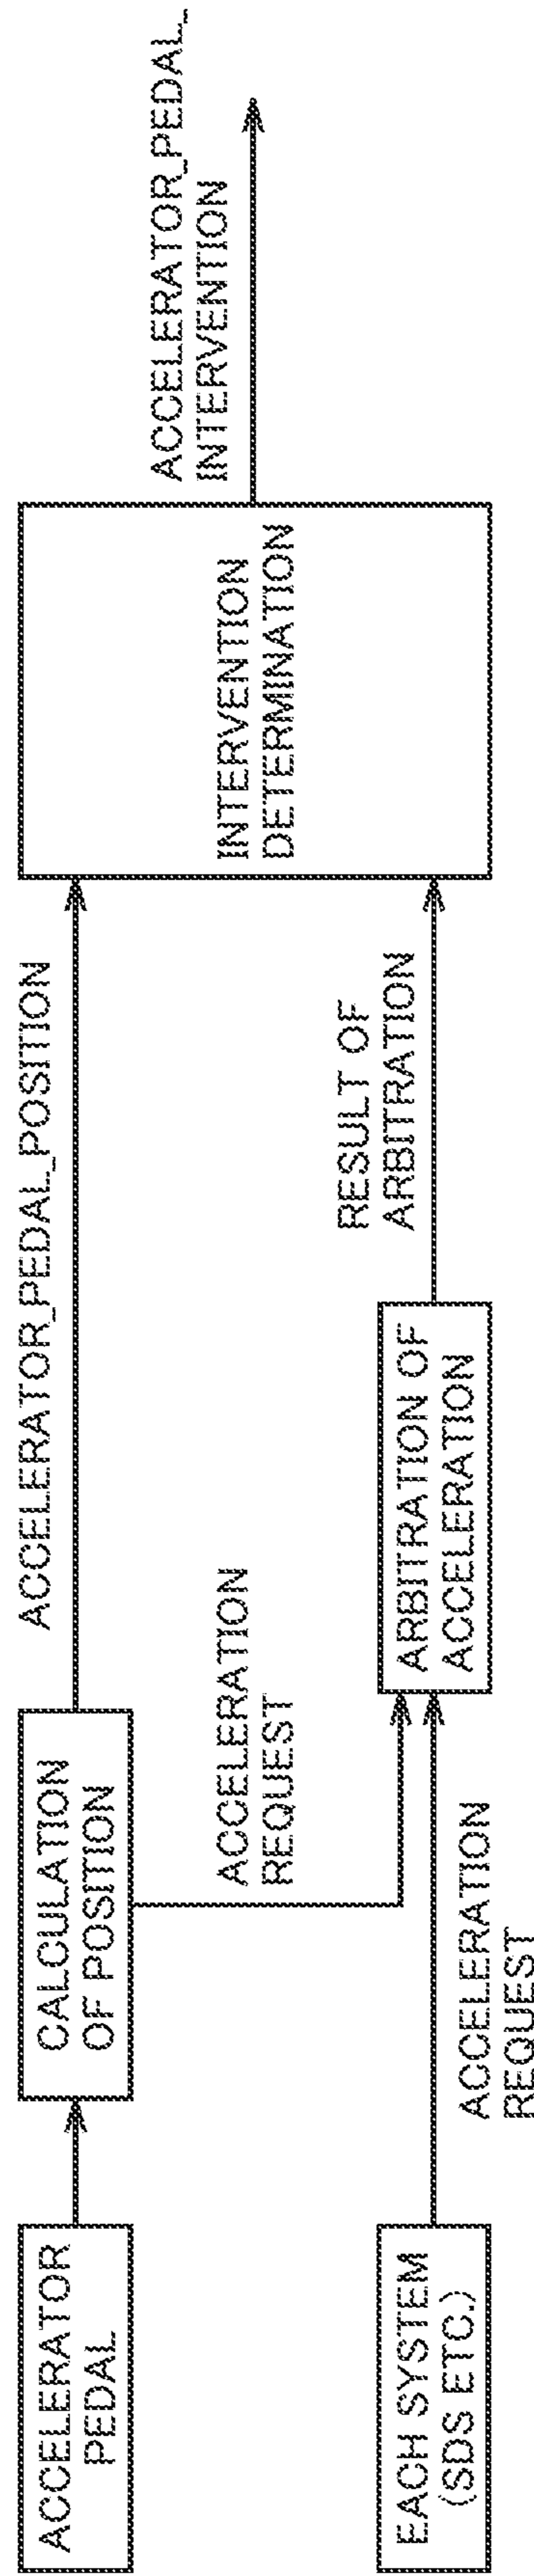 ACCELERATOR
PEDAL
CALCULATION
OF POSITION
ACCELERATOR_PEDAL_POSITION
ACCELERATION
REQUEST
EACH SYSTEM
(SDS ETC.)
ACCELERATION
REQUEST
ARBITRATION OF
ACCELERATION
RESULT OF
ARBITRATION
INTERVENTION
DETERMINATION
ACCELERATOR_PEDAL_
INTERVENTION